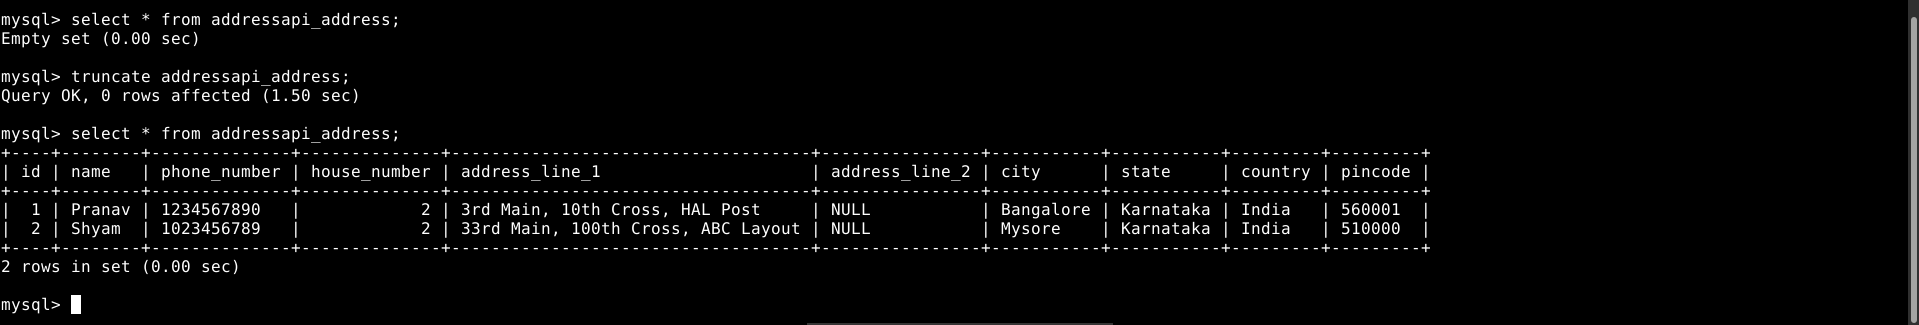 mysql> select * from addressapi_address;
Empty set (0.00 sec)
mysql> truncate addressapi_address;
Query OK, 0 rows affected (1.50 sec)
mysql> select * from addressapi_address;
+----+--------+--------------+--------------+------------------------------------+----------------+-----------+-----------+---------+---------+
| id | name   | phone_number | house_number | address_line_1                     | address_line_2 | city      | state     | country | pincode |
+----+--------+--------------+--------------+------------------------------------+----------------+-----------+-----------+---------+---------+
|  1 | Pranav | 1234567890   |            2 | 3rd Main, 10th Cross, HAL Post     | NULL           | Bangalore | Karnataka | India   | 560001  |
|  2 | Shyam  | 1023456789   |            2 | 33rd Main, 100th Cross, ABC Layout | NULL           | Mysore    | Karnataka | India   | 510000  |
+----+--------+--------------+--------------+------------------------------------+----------------+-----------+-----------+---------+---------+
2 rows in set (0.00 sec)
mysql>